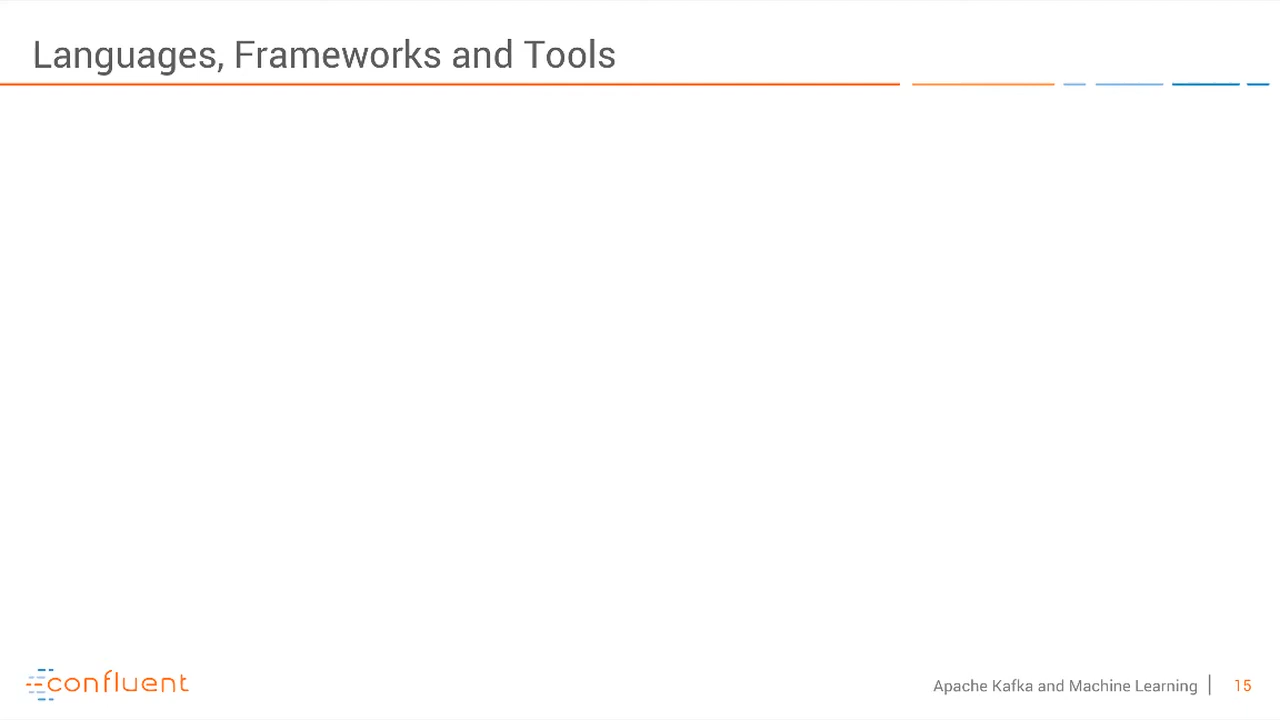 Languages, Frameworks and Tools
confluent
Apache Kafka and Machine Learning | 15